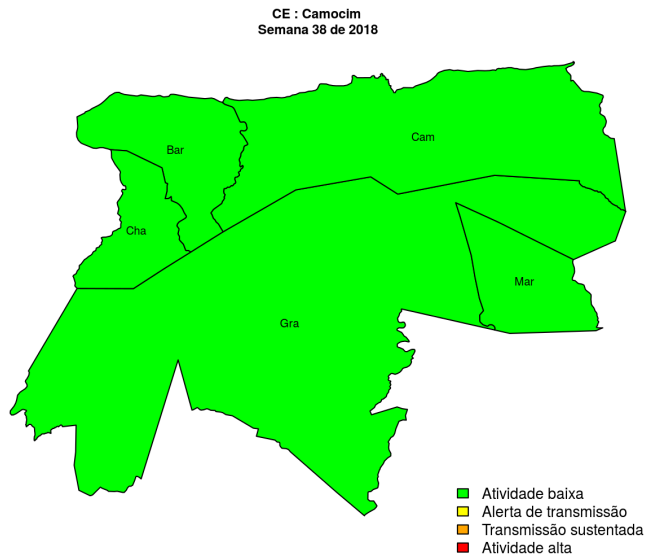 CE : Camocim
Semana 38 de 2018
Bar
Cam
Cha
Mar
Gra
Atividade baixa
Alerta de transmissão
Transmissão sustentada
Atividade alta